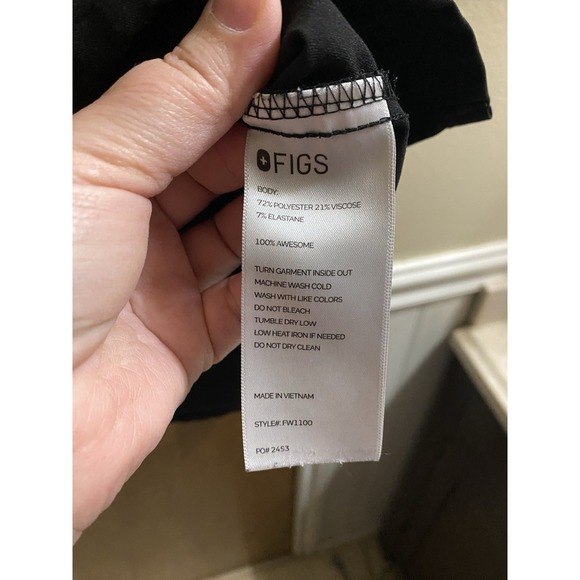 FIGS
BODY:
72% POLYESTER 21% VISCOSE
7% ELASTANE
100% AWESOME
TURN GARMENT INSIDE OUT
MACHINE WASH COLD
WASH WITH LIKE COLORS
DO NOT BLEACH
TUMBLE DRY LOW
LOW HEAT IRON IF NEEDED
DO NOT DRY CLEAN
MADE IN VIETNAM
STYLE#: FW1100
PO# 2453